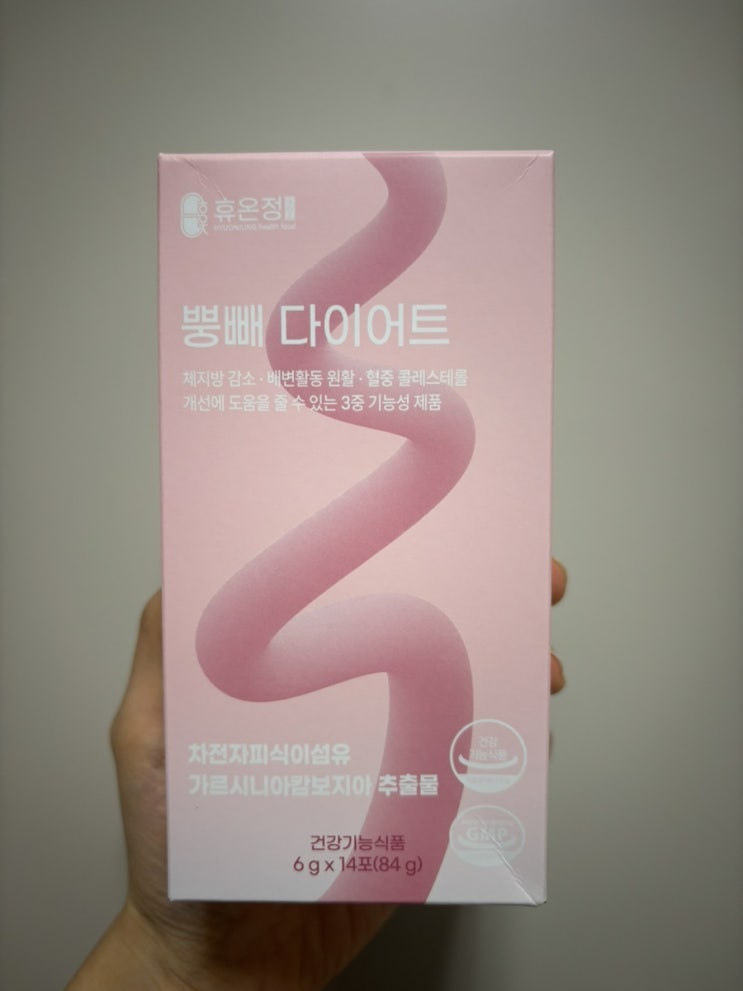 휴온정
HYUONJUNG health food
뿡빼 다이어트
체지방 감소 · 배변활동 원활 · 혈중 콜레스테롤
개선에 도움을 줄 수 있는 3중 기능성 제품
차전자피식이섬유
가르시니아캄보지아 추출물
건강
기능식품
GMP
건강기능식품
6 g x 14포(84 g)